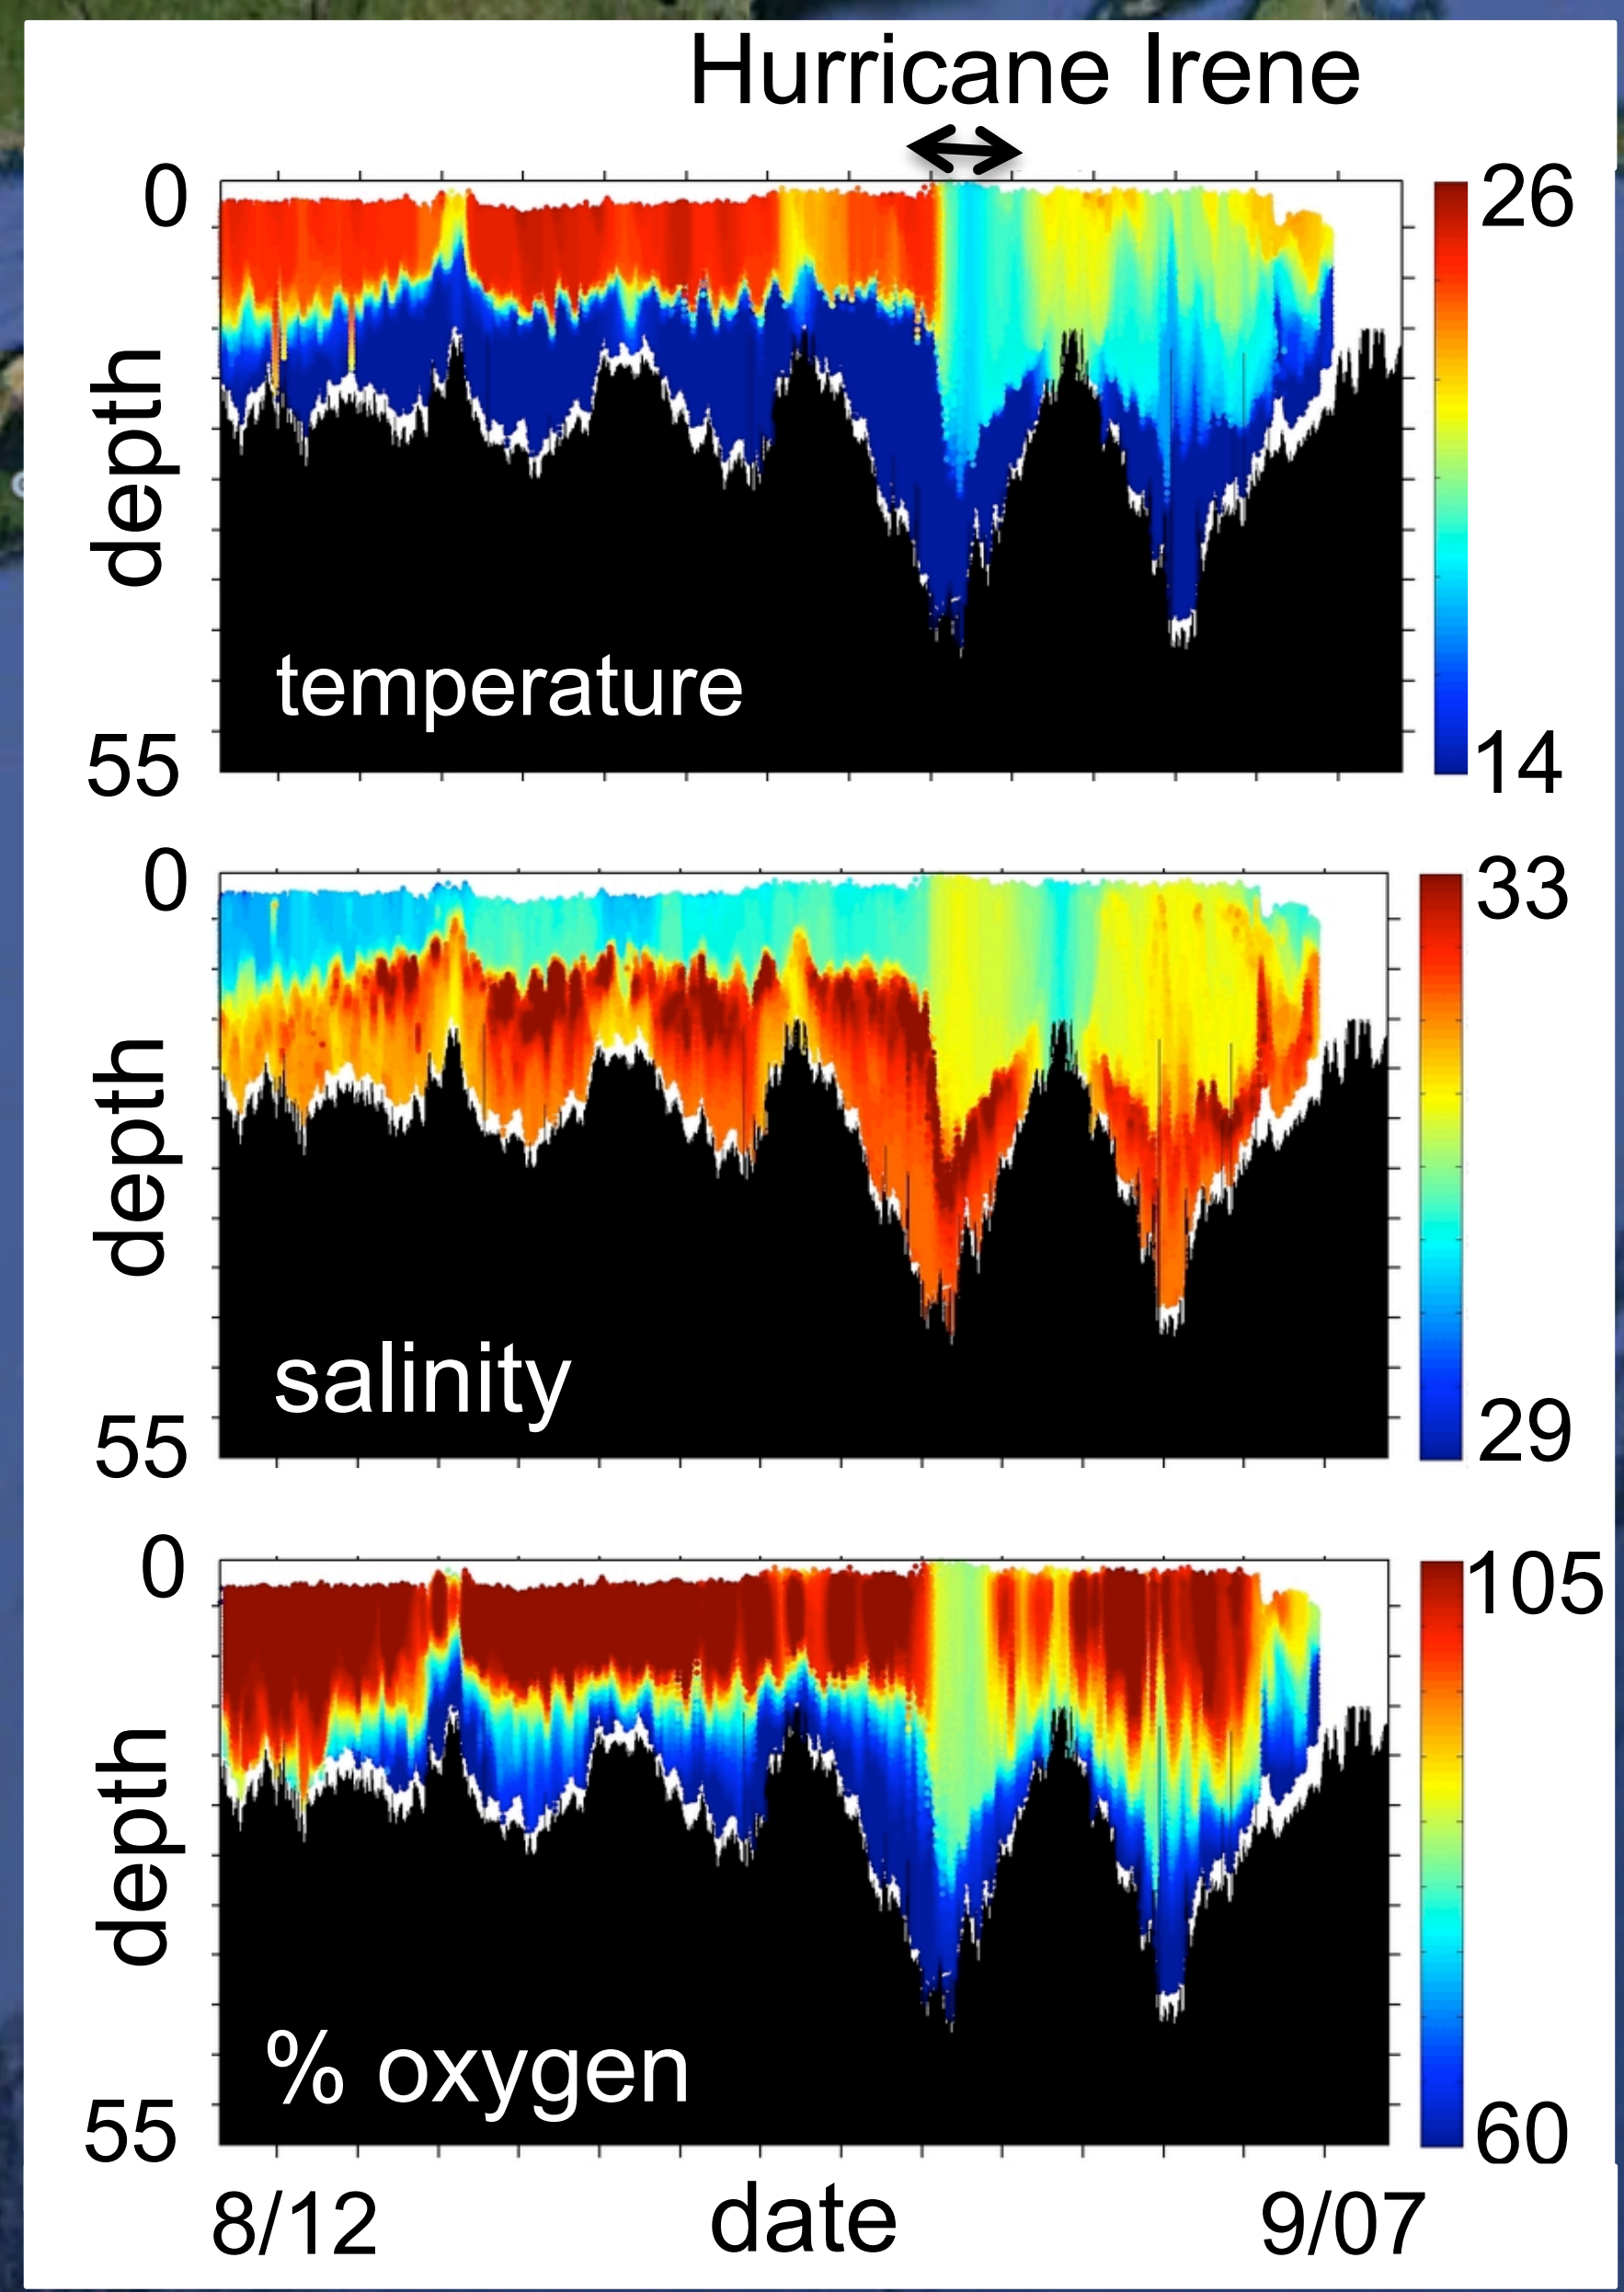 Hurricane Irene
0
26
depth
temperature
55
14
0
33
depth
salinity
55
29
0
105
depth
% oxygen
55
60
8/12
date
9/07